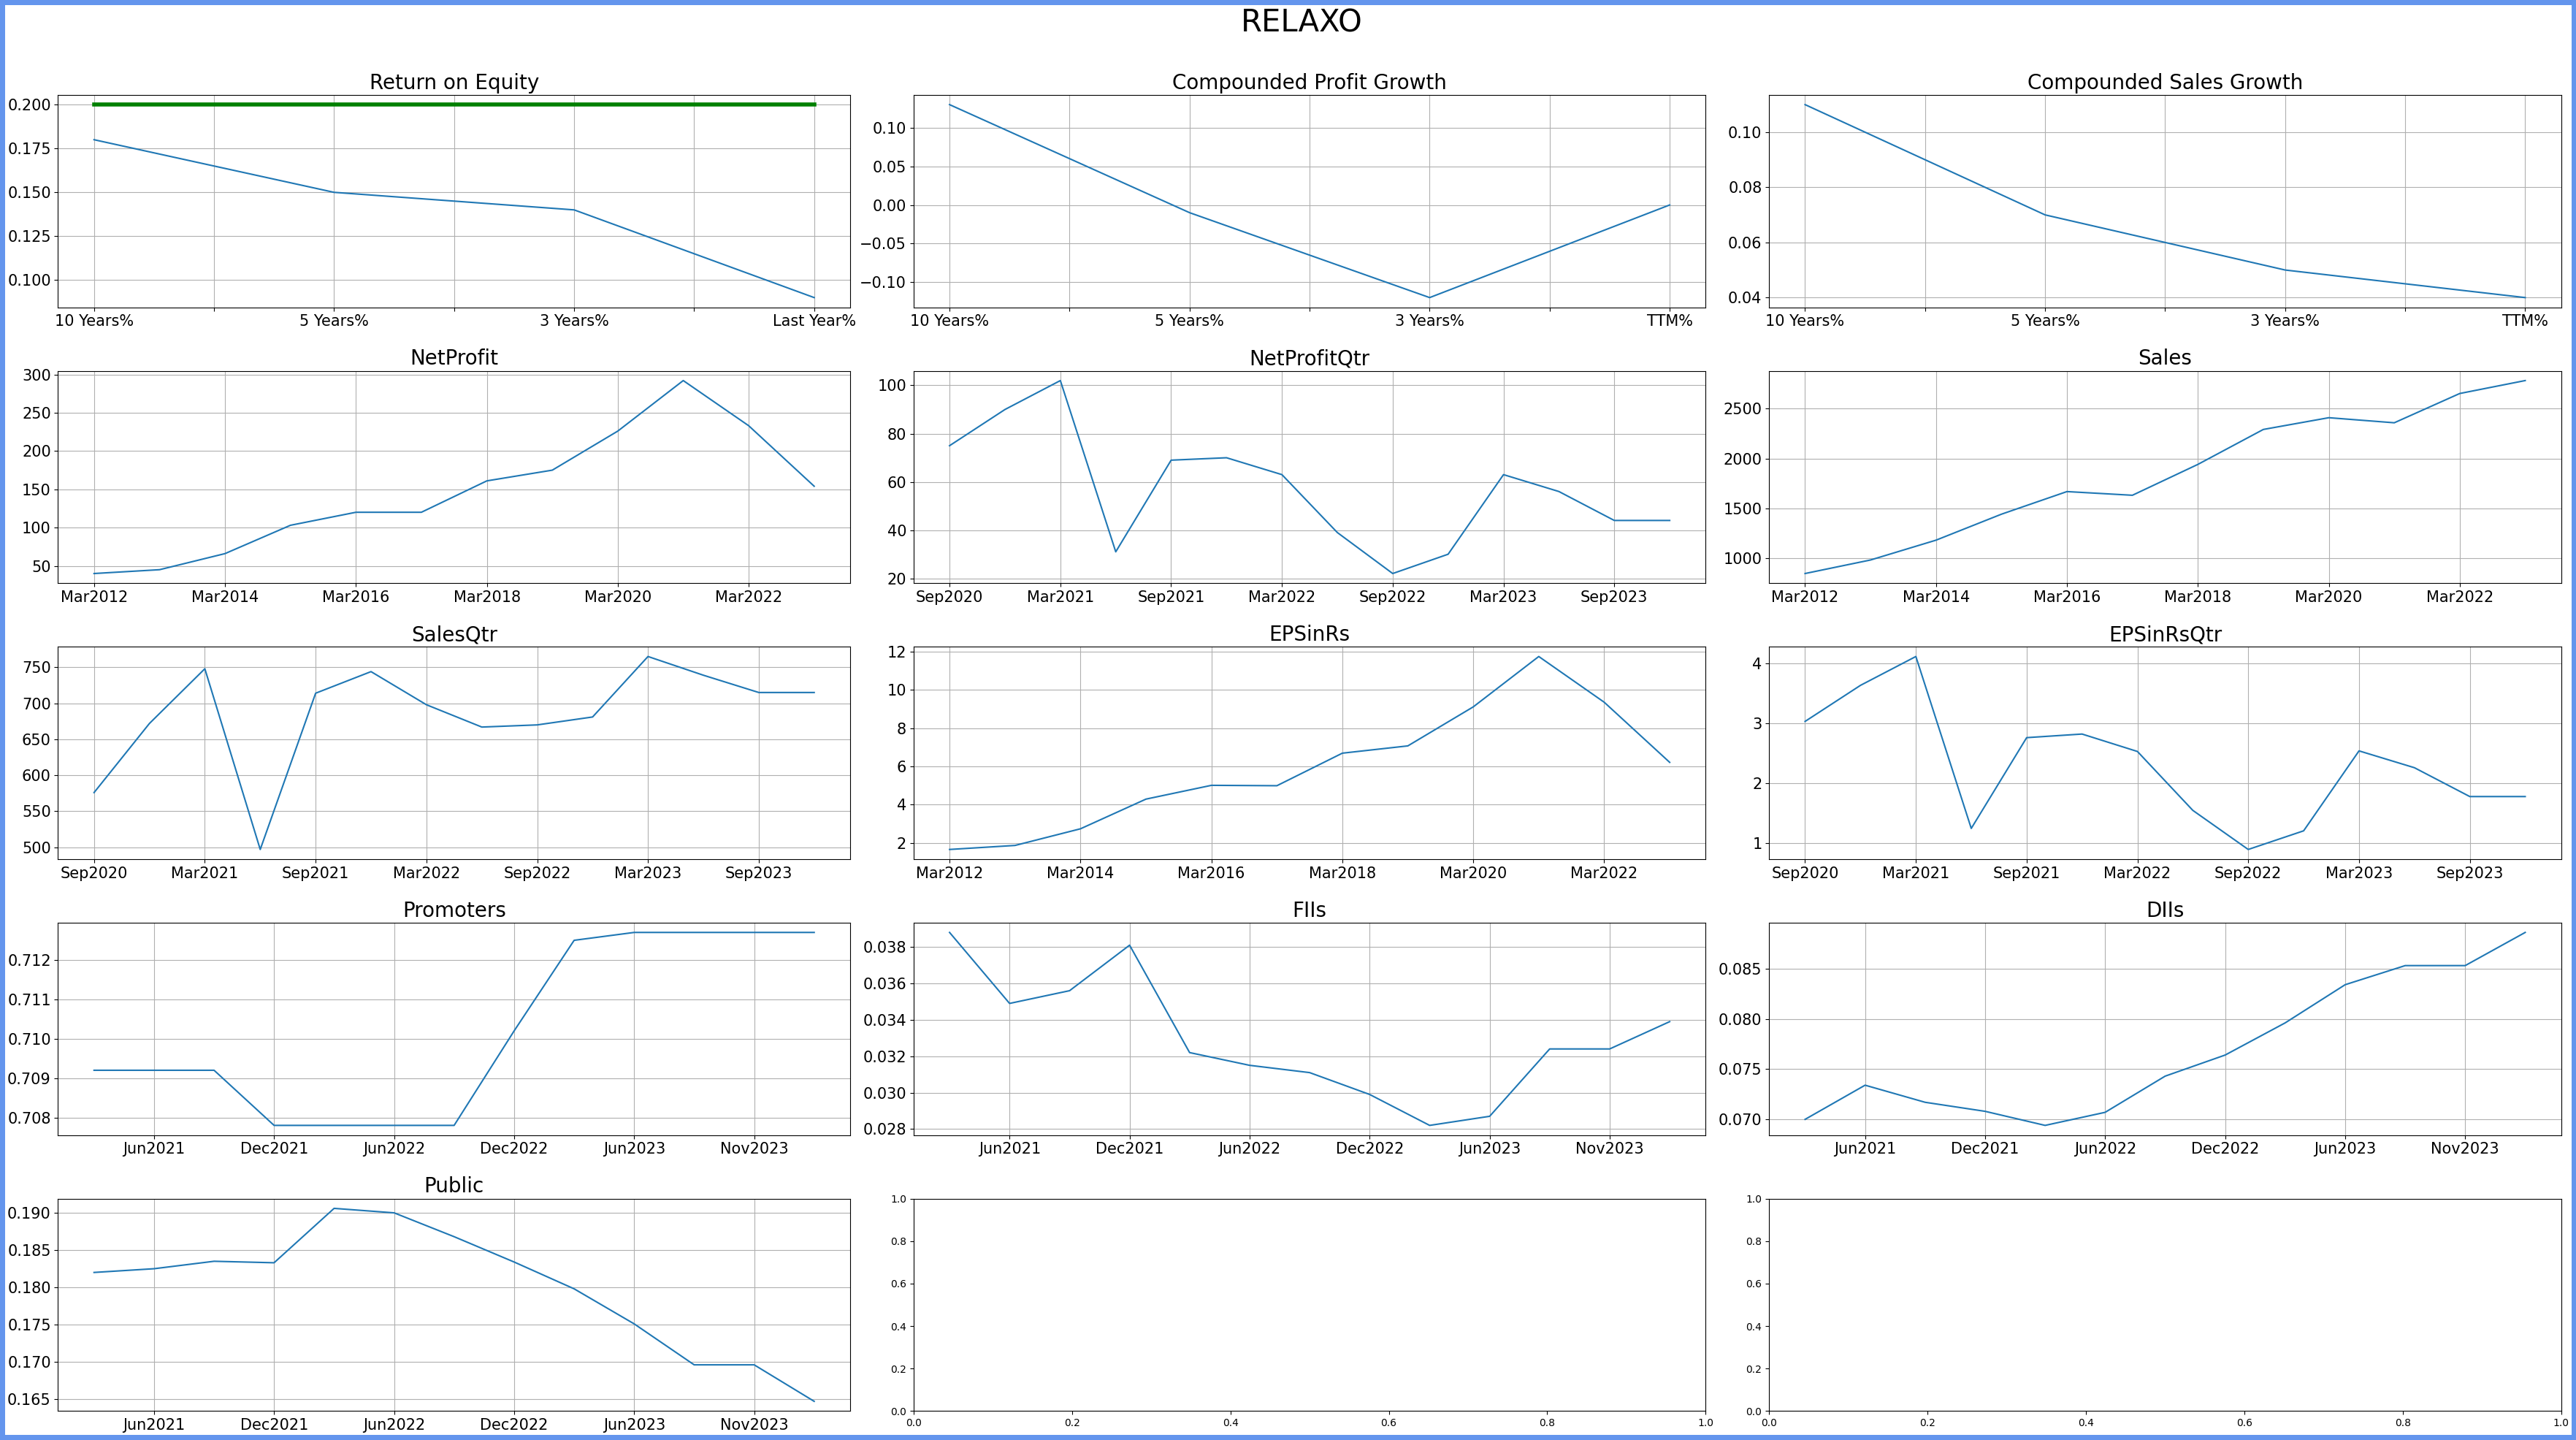 RELAXO
Return on Equity
Compounded Profit Growth
Compounded Sales Growth
0.200
0.175
0.150
0.125
0.100
10 Years% 5 Years% 3 Years% Last Year%
0.10
0.05
0.00
−0.05
−0.10
10 Years% 5 Years% 3 Years% TTM%
0.10
0.08
0.06
0.04
10 Years% 5 Years% 3 Years% TTM%
NetProfit
NetProfitQtr
Sales
300
250
200
150
100
50
Mar2012 Mar2014 Mar2016 Mar2018 Mar2020 Mar2022
100
80
60
40
20
Sep2020 Mar2021 Sep2021 Mar2022 Sep2022 Mar2023 Sep2023
2500
2000
1500
1000
Mar2012 Mar2014 Mar2016 Mar2018 Mar2020 Mar2022
SalesQtr
EPSinRs
EPSinRsQtr
750
700
650
600
550
500
Sep2020 Mar2021 Sep2021 Mar2022 Sep2022 Mar2023 Sep2023
12
10
8
6
4
2
Mar2012 Mar2014 Mar2016 Mar2018 Mar2020 Mar2022
4
3
2
1
Sep2020 Mar2021 Sep2021 Mar2022 Sep2022 Mar2023 Sep2023
Promoters
FIIs
DIIs
0.712
0.711
0.710
0.709
0.708
Jun2021 Dec2021 Jun2022 Dec2022 Jun2023 Nov2023
0.038
0.036
0.034
0.032
0.030
0.028
Jun2021 Dec2021 Jun2022 Dec2022 Jun2023 Nov2023
0.085
0.080
0.075
0.070
Jun2021 Dec2021 Jun2022 Dec2022 Jun2023 Nov2023
Public
0.190
0.185
0.180
0.175
0.170
0.165
Jun2021 Dec2021 Jun2022 Dec2022 Jun2023 Nov2023
1.0
0.8
0.6
0.4
0.2
0.0
0.0 0.2 0.4 0.6 0.8 1.0
1.0
0.8
0.6
0.4
0.2
0.0
0.0 0.2 0.4 0.6 0.8 1.0